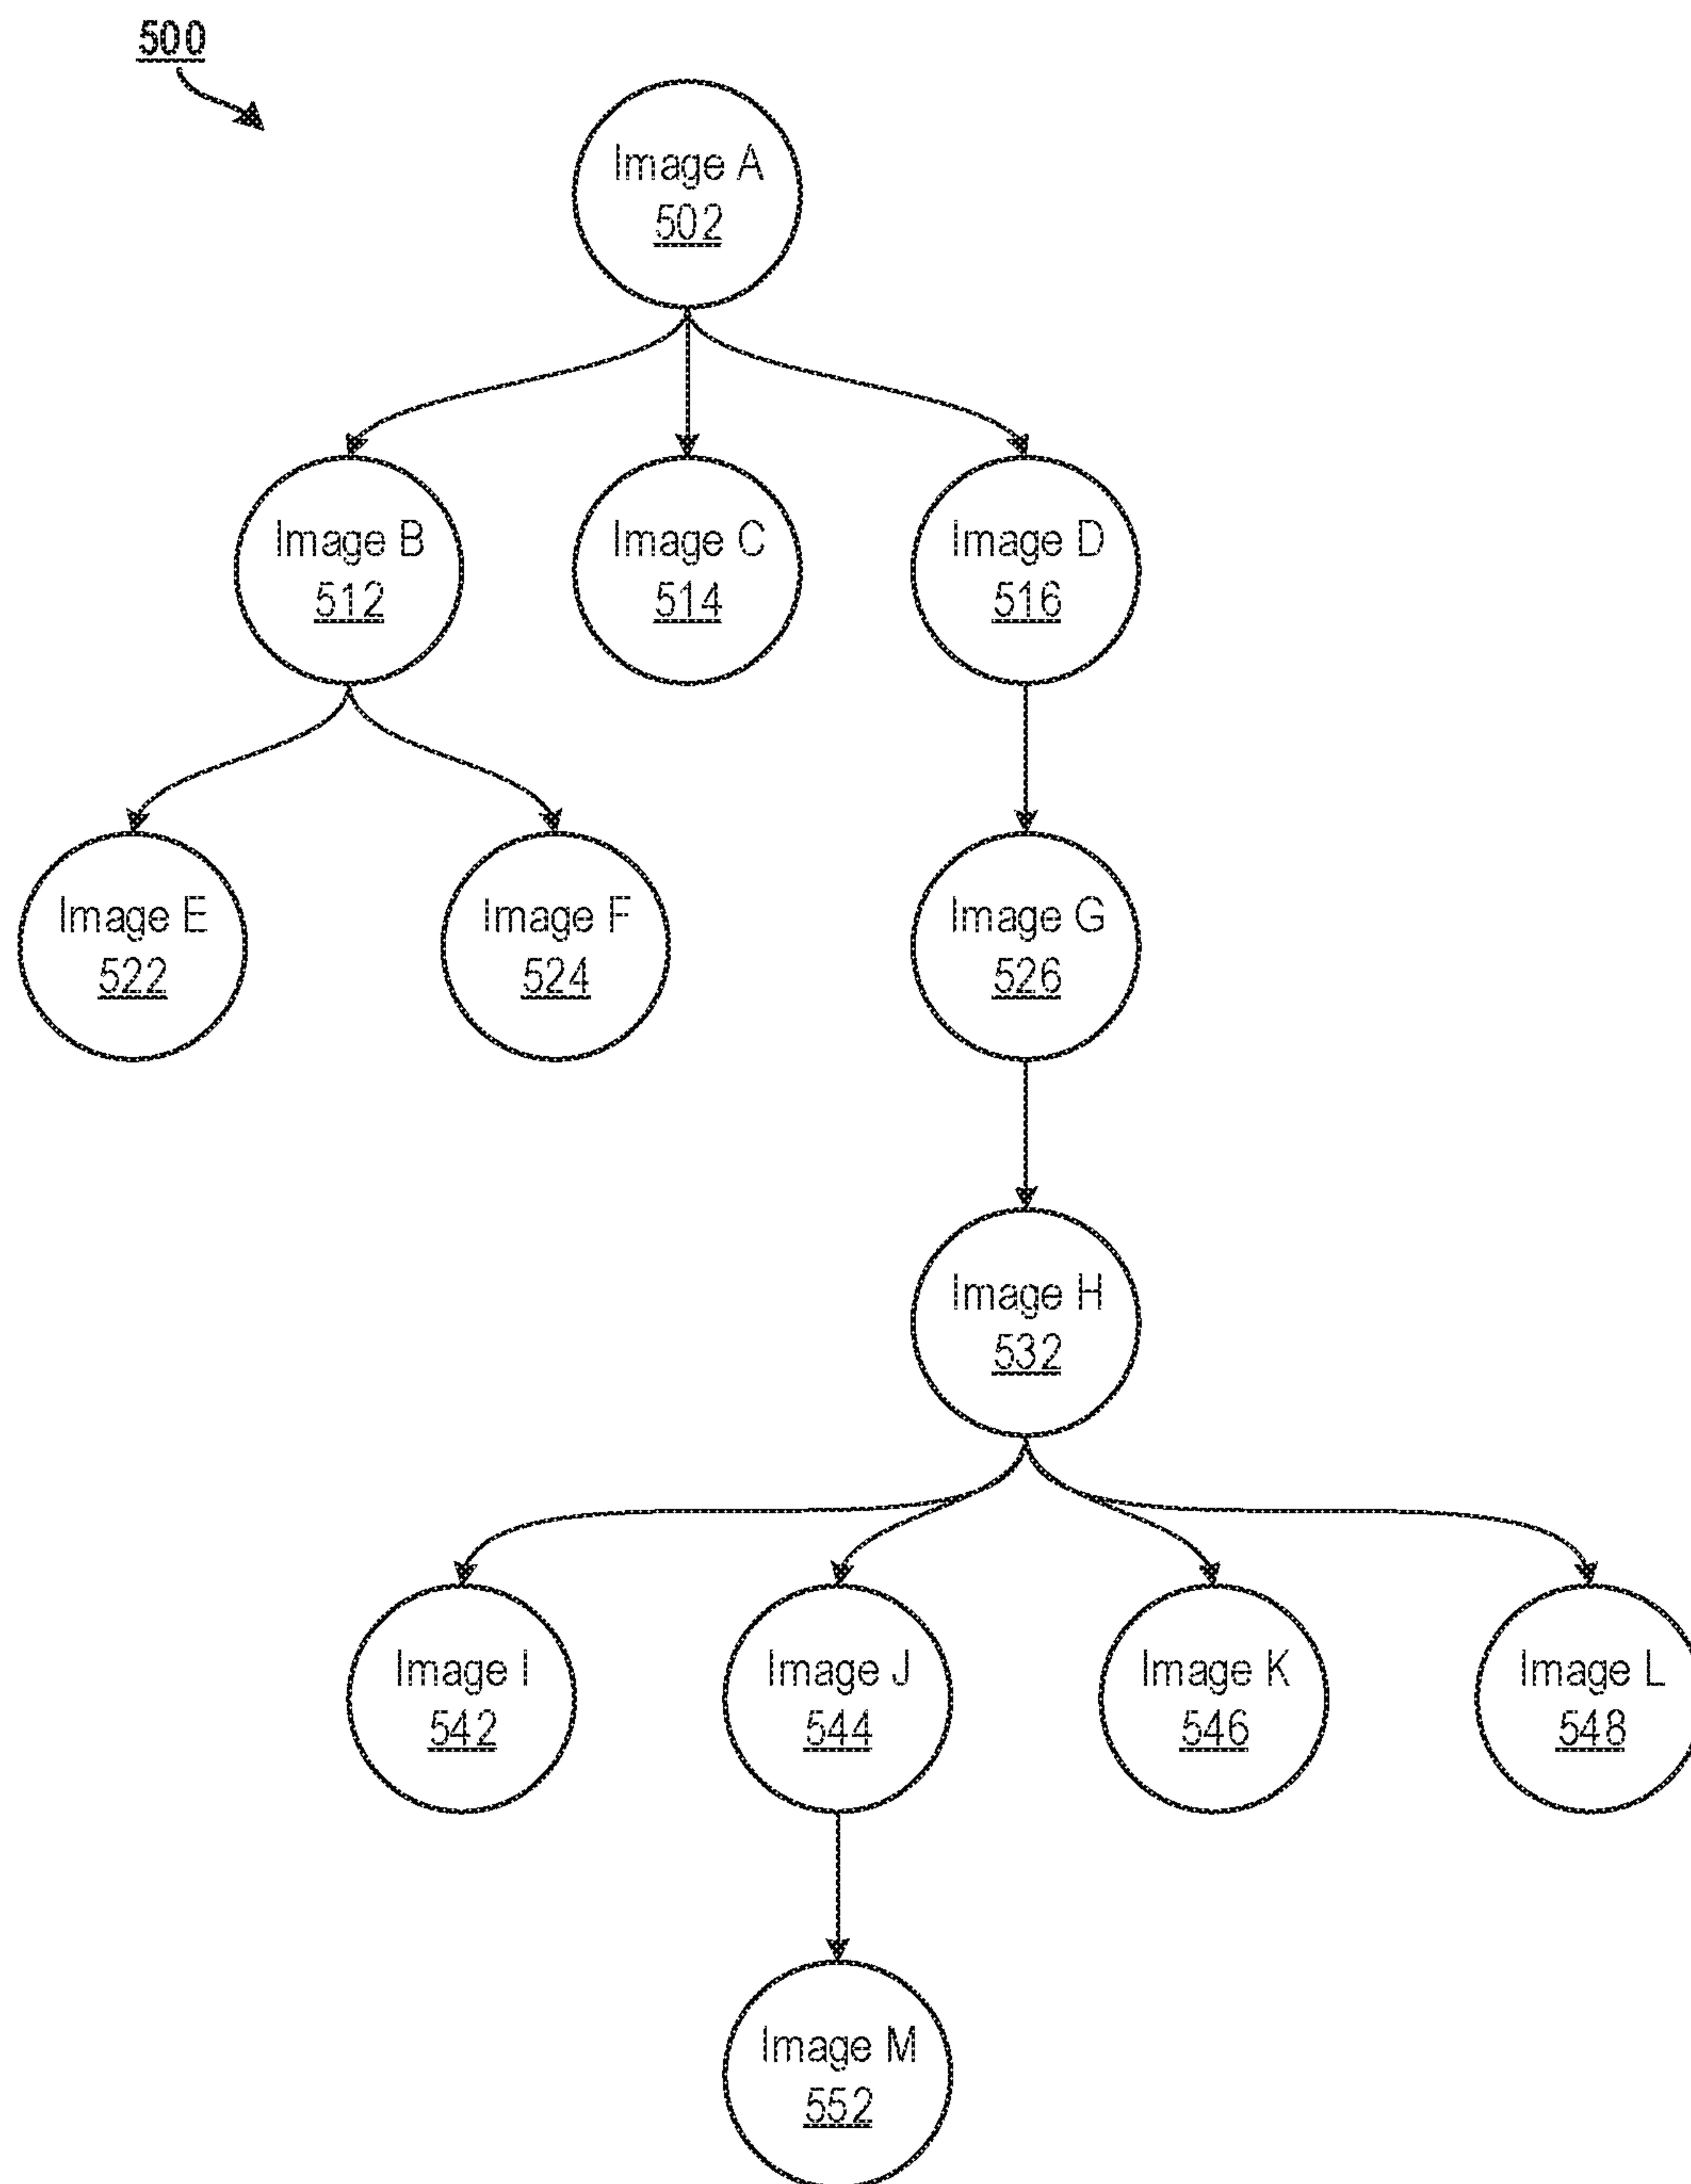 500
Image A
502
Image B
512
Image C
514
Image D
516
Image E
522
Image F
524
Image G
526
Image H
532
Image I
542
Image J
544
Image K
546
Image L
548
Image M
552